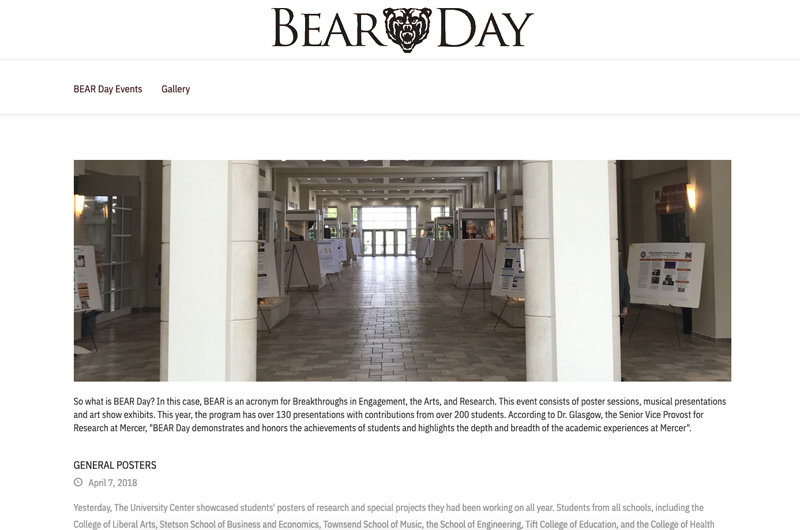 BEAR DAY
BEAR Day Events Gallery
So what is BEAR Day? In this case, BEAR is an acronym for Breakthroughs in Engagement, the Arts, and Research. This event consists of poster sessions, musical presentations
and art show exhibits. This year, the program has over 130 presentations with contributions from over 200 students. According to Dr. Glasgow, the Senior Vice Provost for
Research at Mercer, "BEAR Day demonstrates and honors the achievements of students and highlights the depth and breadth of the academic experiences at Mercer".
GENERAL POSTERS
April 7, 2018
Yesterday, The University Center showcased students' posters of research and special projects they had been working on all year. Students from all schools, including the
College of Liberal Arts, Stetson School of Business and Economics, Townsend School of Music, the School of Engineering, Tift College of Education, and the College of Health